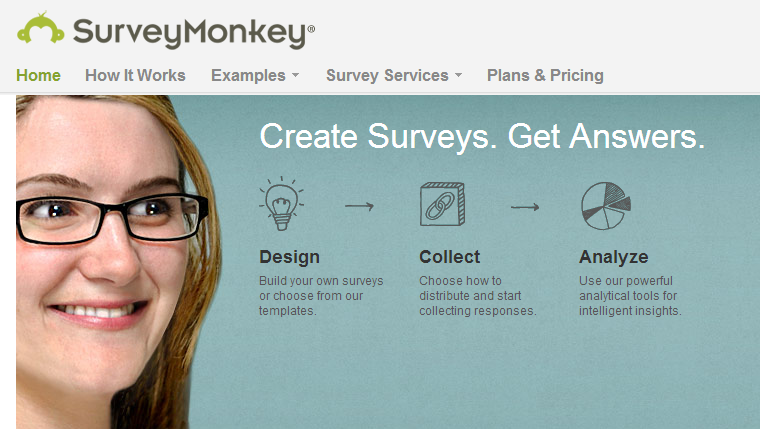 SurveyMonkey®
Home How It Works Examples Survey Services Plans & Pricing
Create Surveys. Get Answers.
Design
Build your own surveys
or choose from our
templates.
Collect
Choose how to
distribute and start
collecting responses.
Analyze
Use our powerful
analytical tools for
intelligent insights.